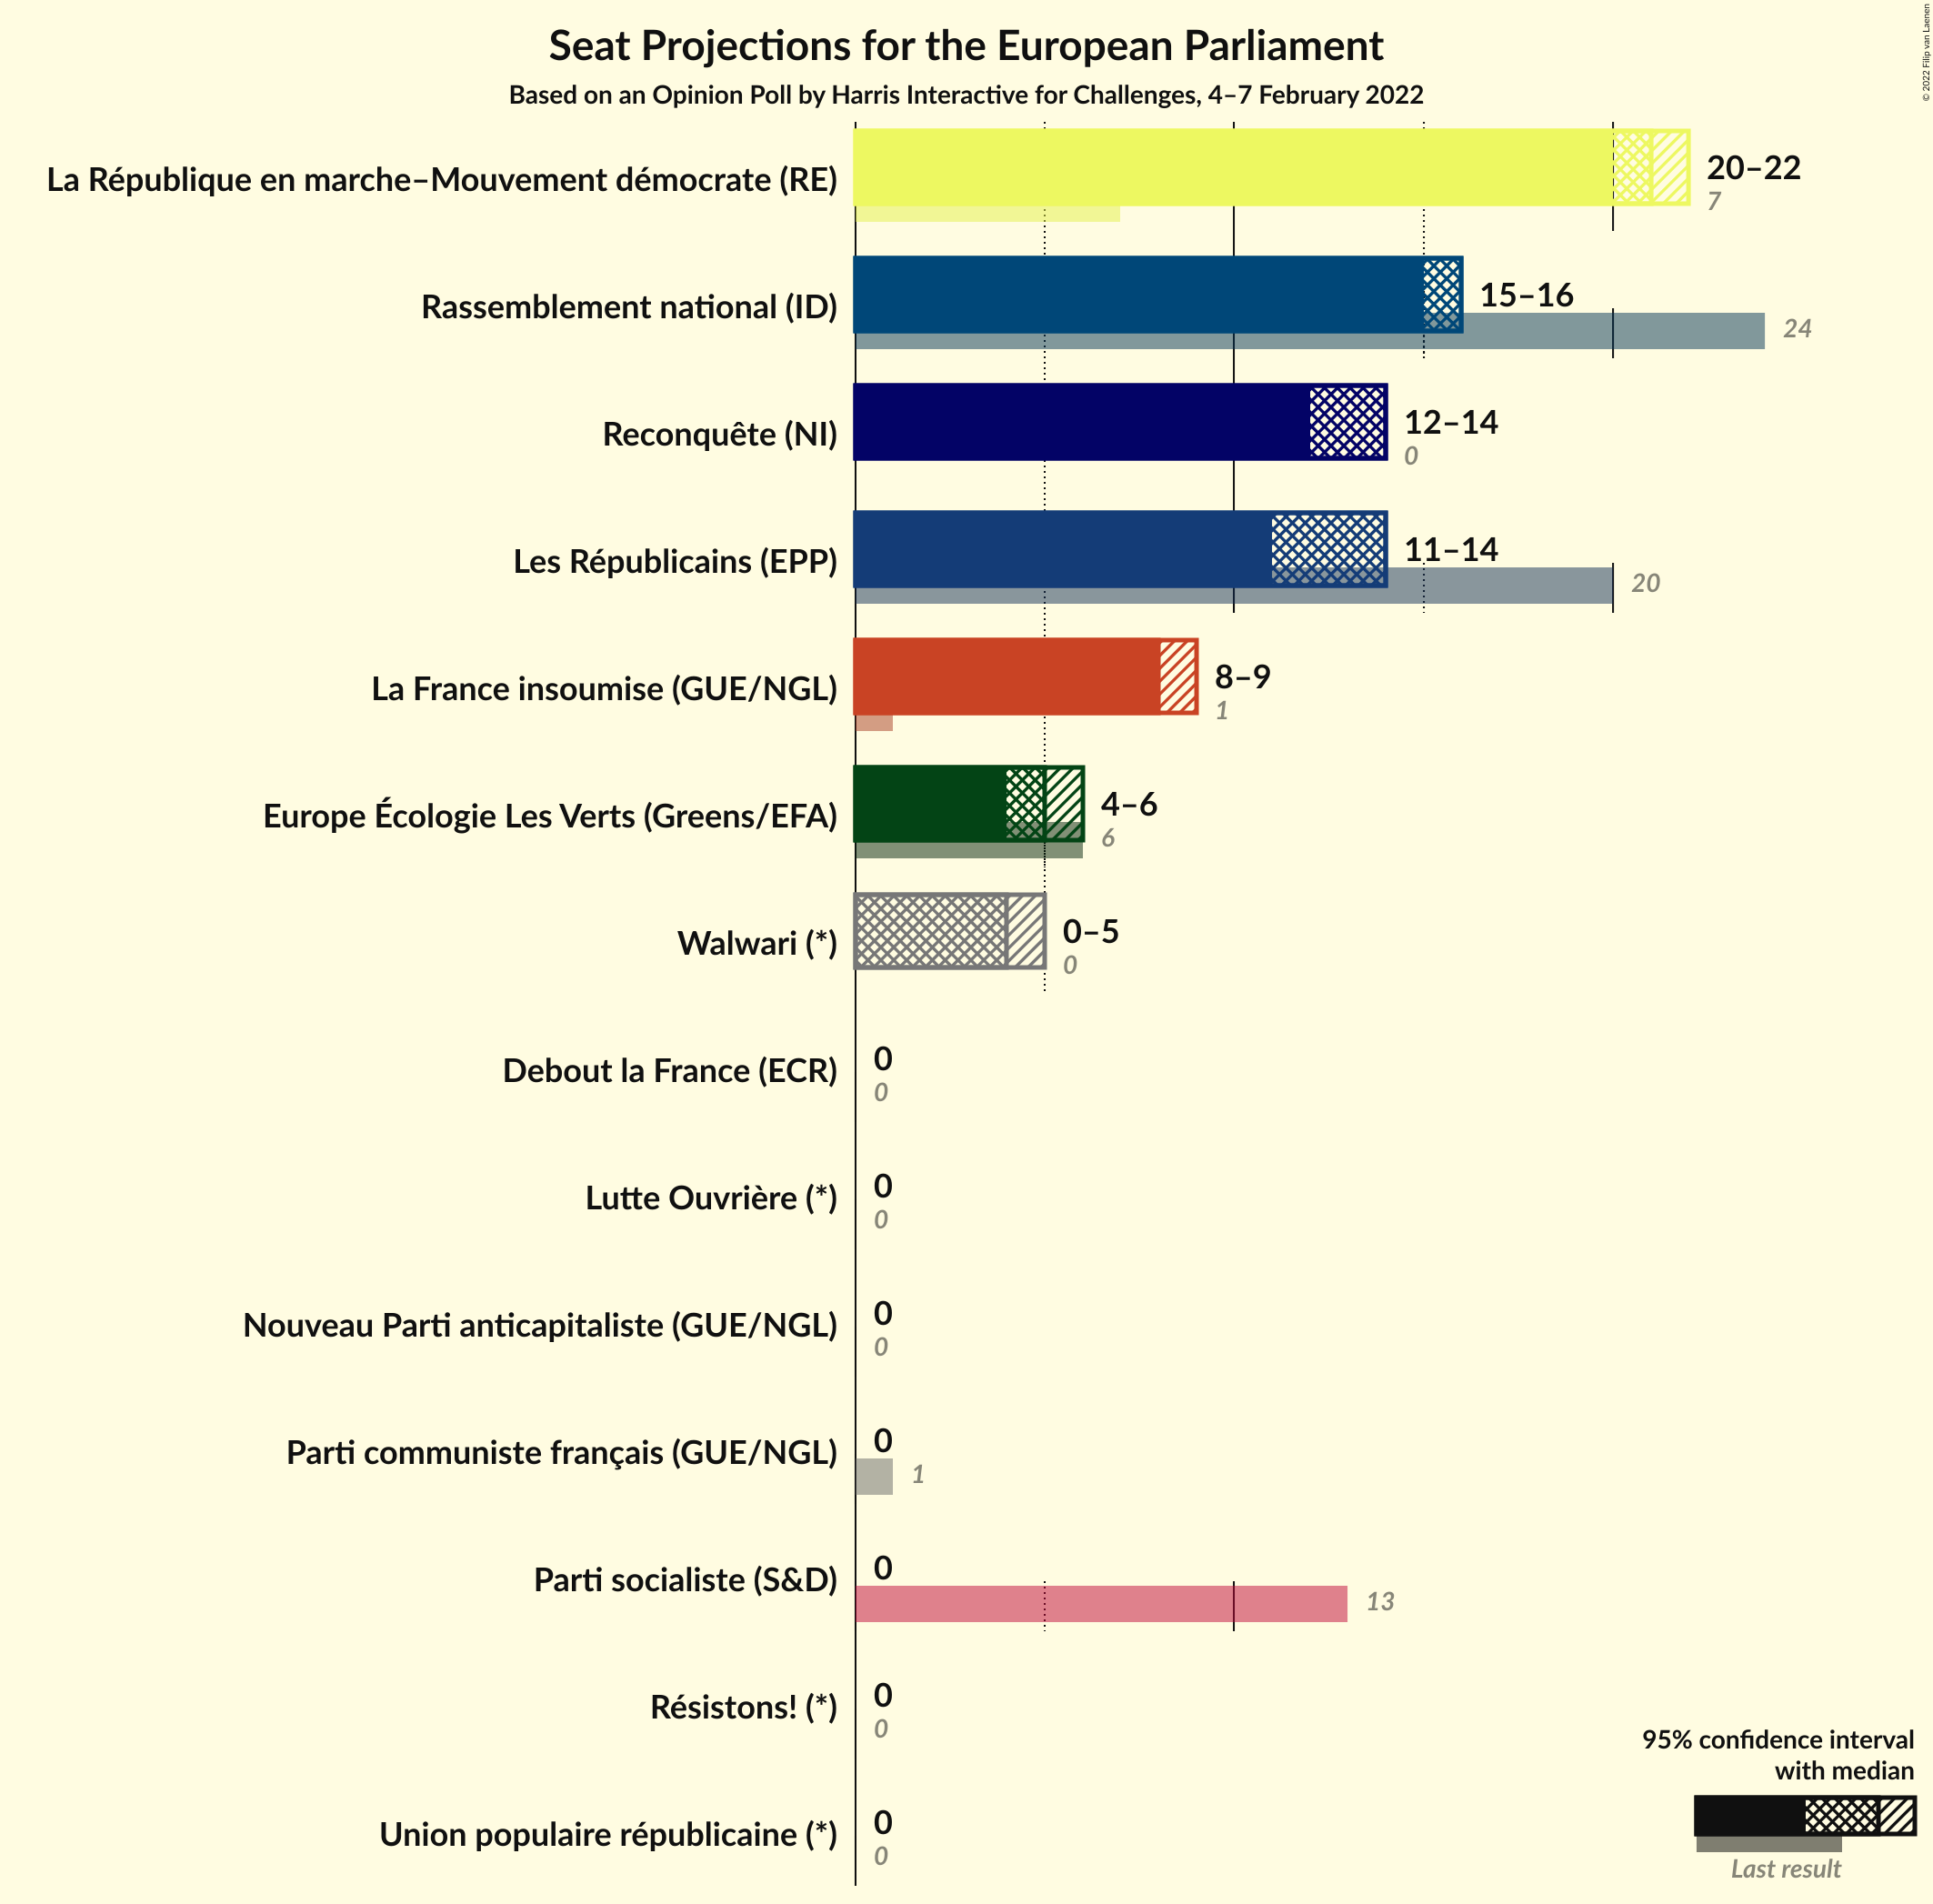 Seat Projections for the European Parliament
Based on an Opinion Poll by Harris Interactive for Challenges, 4–7 February 2022
© 2022 Filip van Laenen
La République en marche–Mouvement démocrate (RE)
20–22
7
Rassemblement national (ID)
15–16
24
Reconquête (NI)
12–14
0
Les Républicains (EPP)
11–14
20
La France insoumise (GUE/NGL)
8–9
1
Europe Écologie Les Verts (Greens/EFA)
4–6
6
Walwari (*)
0–5
0
Debout la France (ECR)
0
0
Lutte Ouvrière (*)
0
0
Nouveau Parti anticapitaliste (GUE/NGL)
0
0
Parti communiste français (GUE/NGL)
0
1
Parti socialiste (S&D)
0
13
Résistons! (*)
0
0
Union populaire républicaine (*)
0
0
95% confidence interval
with median
Last result